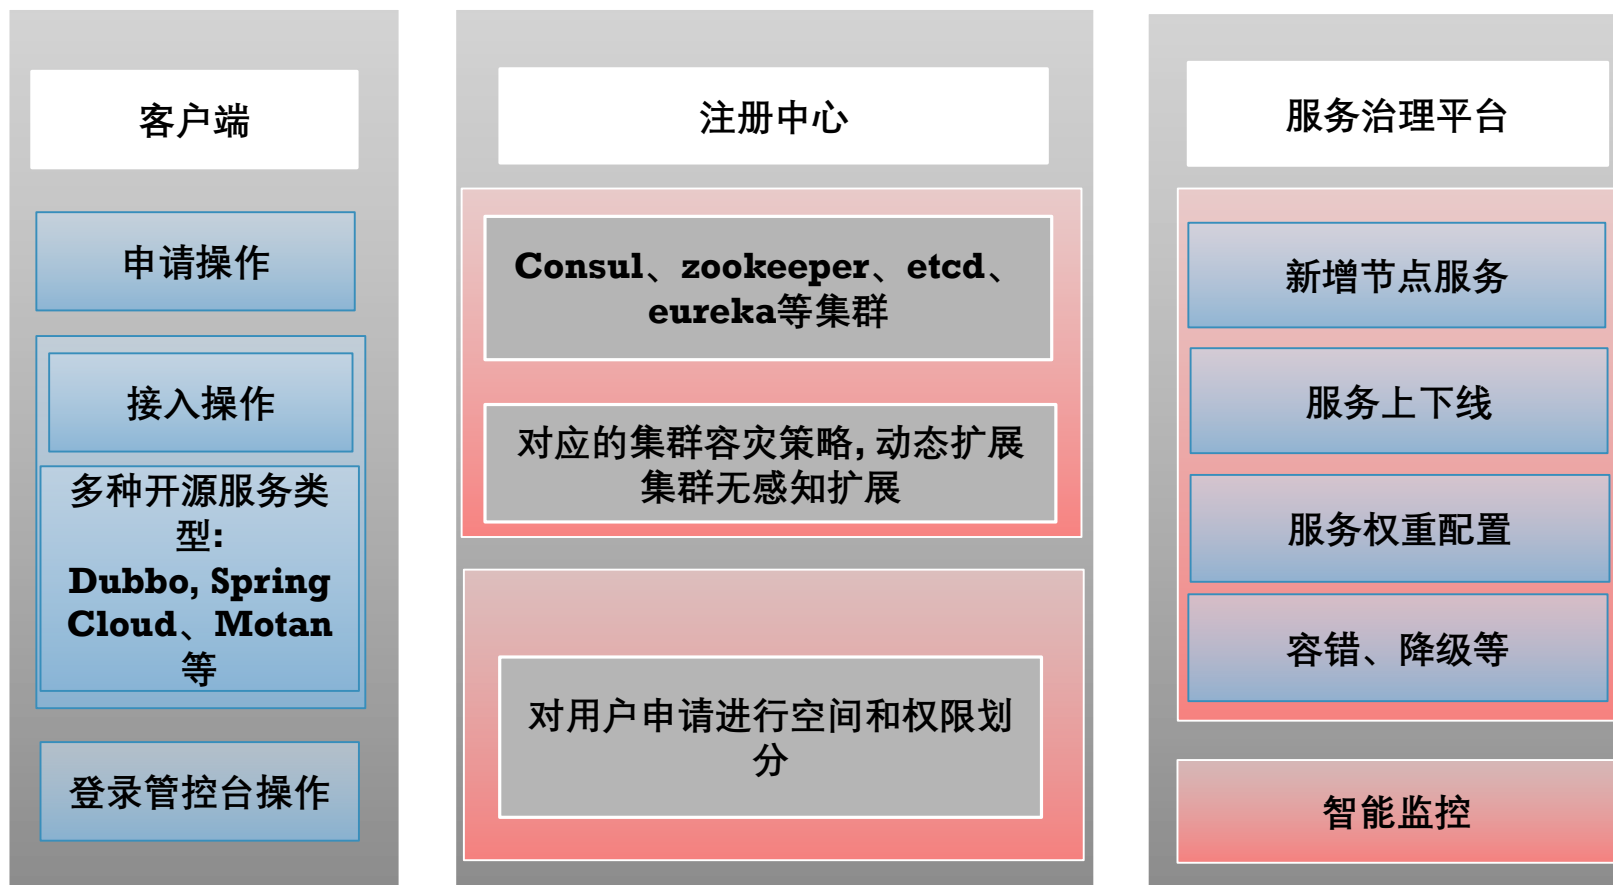 客户端
申请操作
接入操作
多种开源服务类
型:
Dubbo, Spring
Cloud、Motan
等
登录管控台操作
注册中心
Consul、zookeeper、etcd、
eureka等集群
对应的集群容灾策略, 动态扩展
集群无感知扩展
对用户申请进行空间和权限划
分
服务治理平台
新增节点服务
服务上下线
服务权重配置
容错、降级等
智能监控